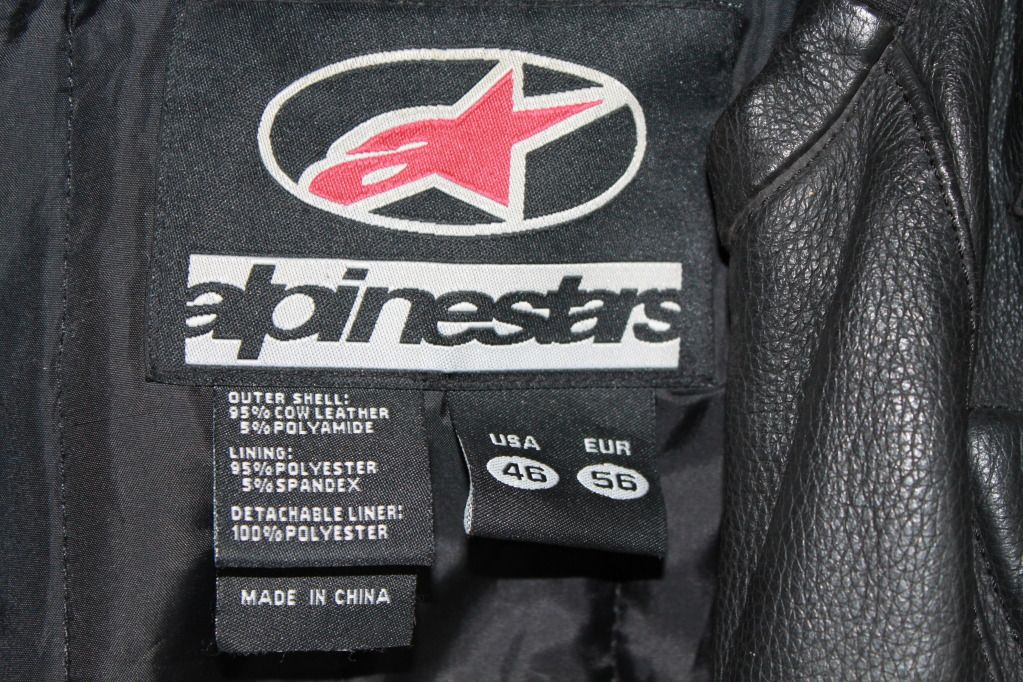 alpinestars
OUTER SHELL:
95% COW LEATHER
5% POLYAMIDE
LINING:
95% POLYESTER
5% SPANDEX
DETACHABLE LINER:
100% POLYESTER
MADE IN CHINA
USA EUR
46 56